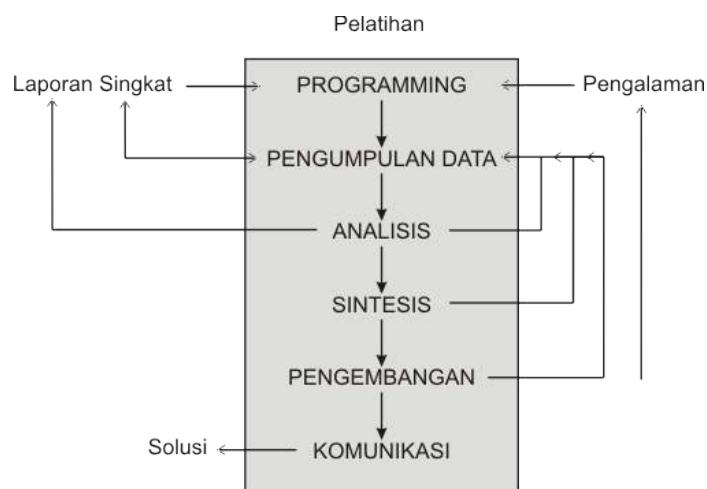 Pelatihan
Laporan Singkat
PROGRAMMING
Pengalaman
PENGUMPULAN DATA
ANALISIS
SINTESIS
PENGEMBANGAN
Solusi
KOMUNIKASI